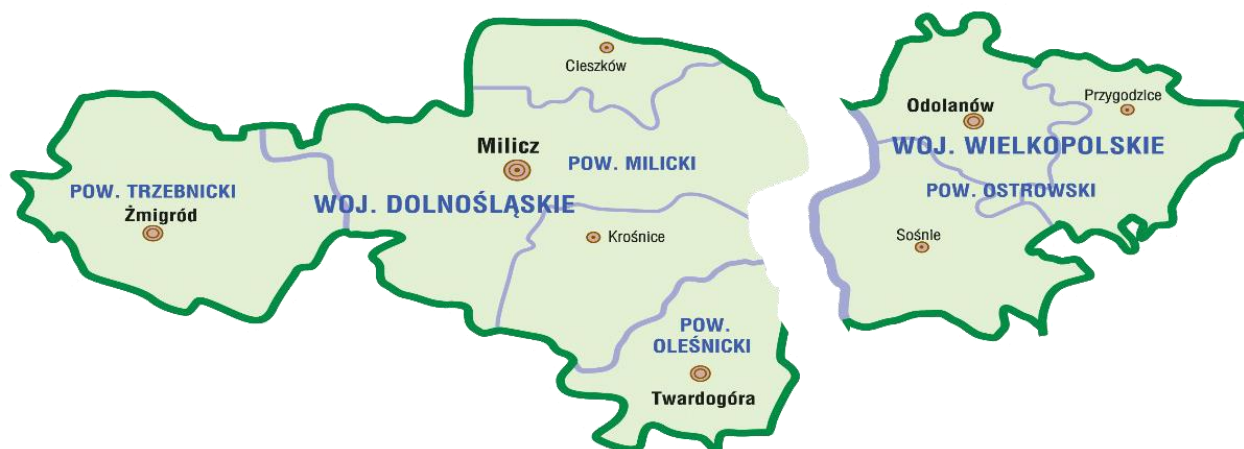 Cieszków
Milicz
POW. MILICKI
POW. TRZEBNICKI
Żmigród
WOJ. DOLNOŚLĄSKIE
Krośnice
POW.
OLEŚNICKI
Twardogóra
Przygodzice
Odolanów
WOJ. WIELKOPOLSKIE
POW. OSTROWSKI
Sośnie